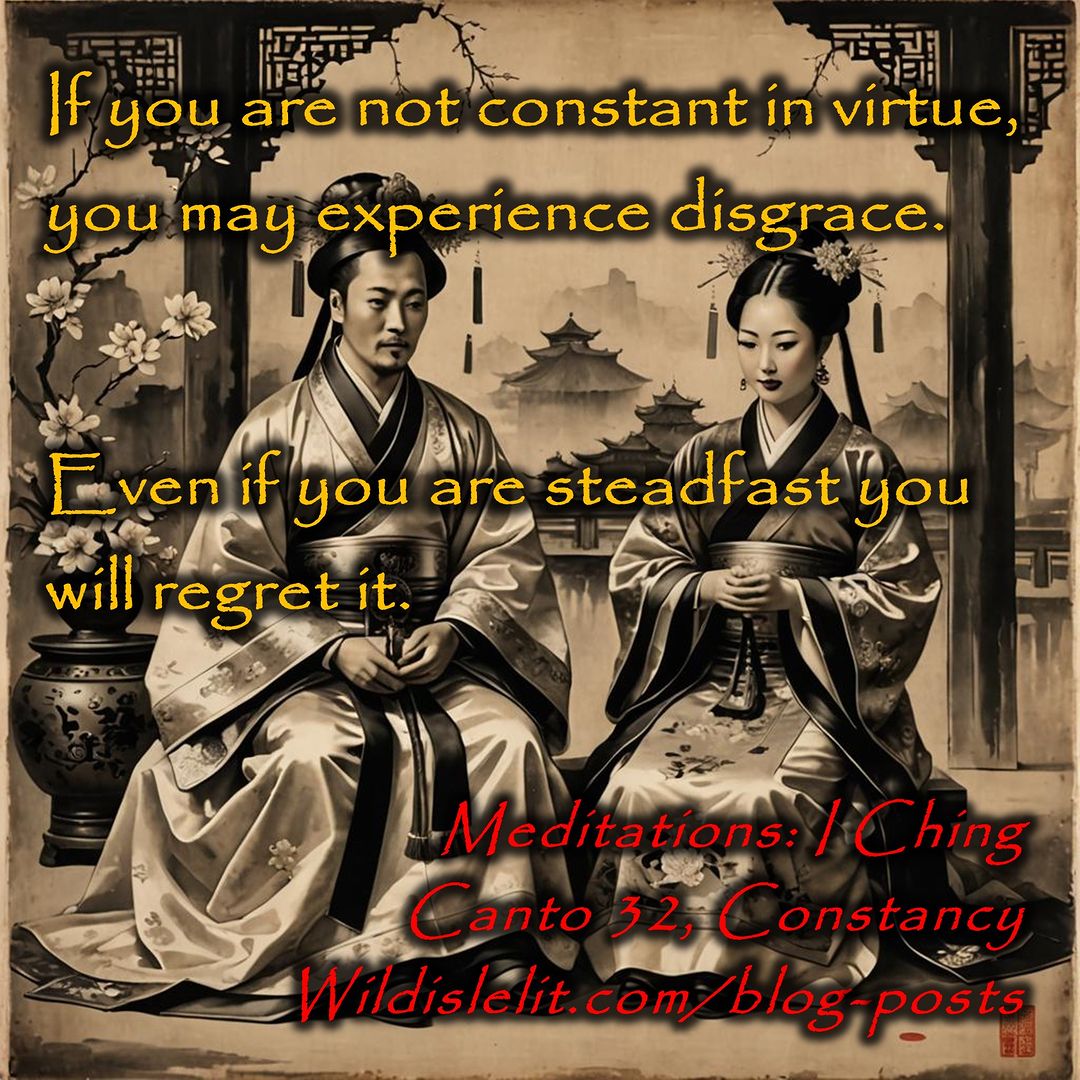 If you are not constant in virtue,
you may experience disgrace.
Even if you are steadfast you
will regret it.
Meditations: I Ching
Canto 32, Constancy
Wildislelit.com/blog-posts